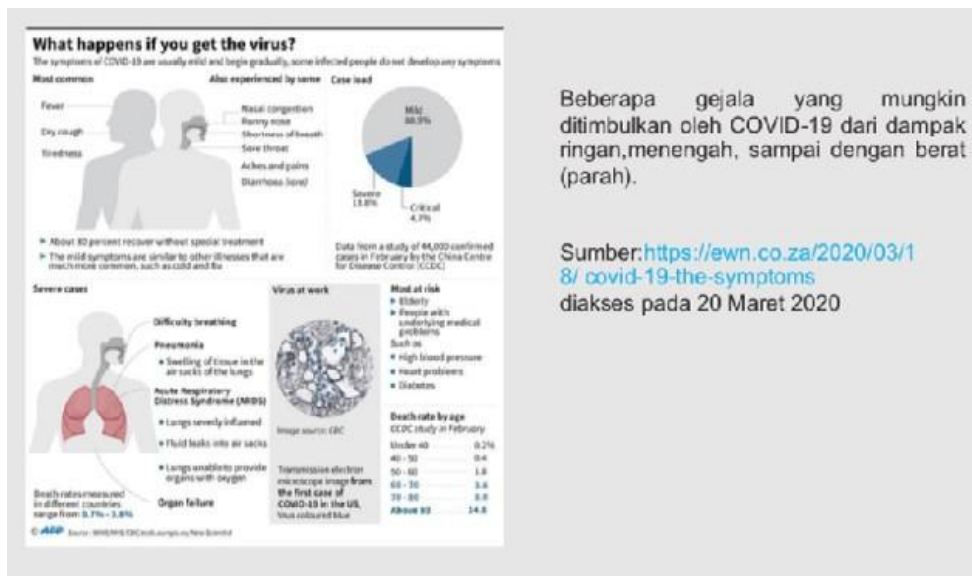 What happens if you get the virus?
The symptoms of COVID-19 are usually mild and begin gradually, some infected people do not develop any symptoms
Most common
Fever
Dry cough
Tiredness
Also experienced by some
Nasal congestion
Runny nose
Shortness of breath
Sore throat
Aches and pains
Diarrhoea (rare)
Case load
Mild
80.9%
Severe
13.8%
Critical
4.7%
About 80 percent recover without special treatment
The mild symptoms are similar to other illnesses that are
much more common, such as cold and flu
Data from a study of 44,000 confirmed
cases in February by the China Centre
for Disease Control (CCDC)
Severe cases
Difficulty breathing
Pneumonia
Swelling of tissue in the
air sacks of the lungs
Acute Respiratory
Distress Syndrome (ARDS)
Lungs severly inflamed
Fluid leaks into air sacks
Lungs unable to provide
organs with oxygen
Organ failure
Death rates measured
in different countries
range from 0.7% - 3.8%
Virus at work
Image source: CDC
Transmission electron
microscope image from
the first case of
COVID-19 in the US,
Virus coloured blue
Most at risk
Elderly
People with
underlying medical
problems
Such as
High blood pressure
Heart problems
Diabetes
Death rate by age
CCDC study in February
Under 40 0.2%
40 - 50 0.4
50 - 60 1.3
60 - 70 3.6
70 - 80 8.0
Above 80 14.8
© AFP
Beberapa gejala yang mungkin
ditimbulkan oleh COVID-19 dari dampak
ringan,menengah, sampai dengan berat
(parah).
Sumber:https://ewn.co.za/2020/03/1
8/ covid-19-the-symptoms
diakses pada 20 Maret 2020